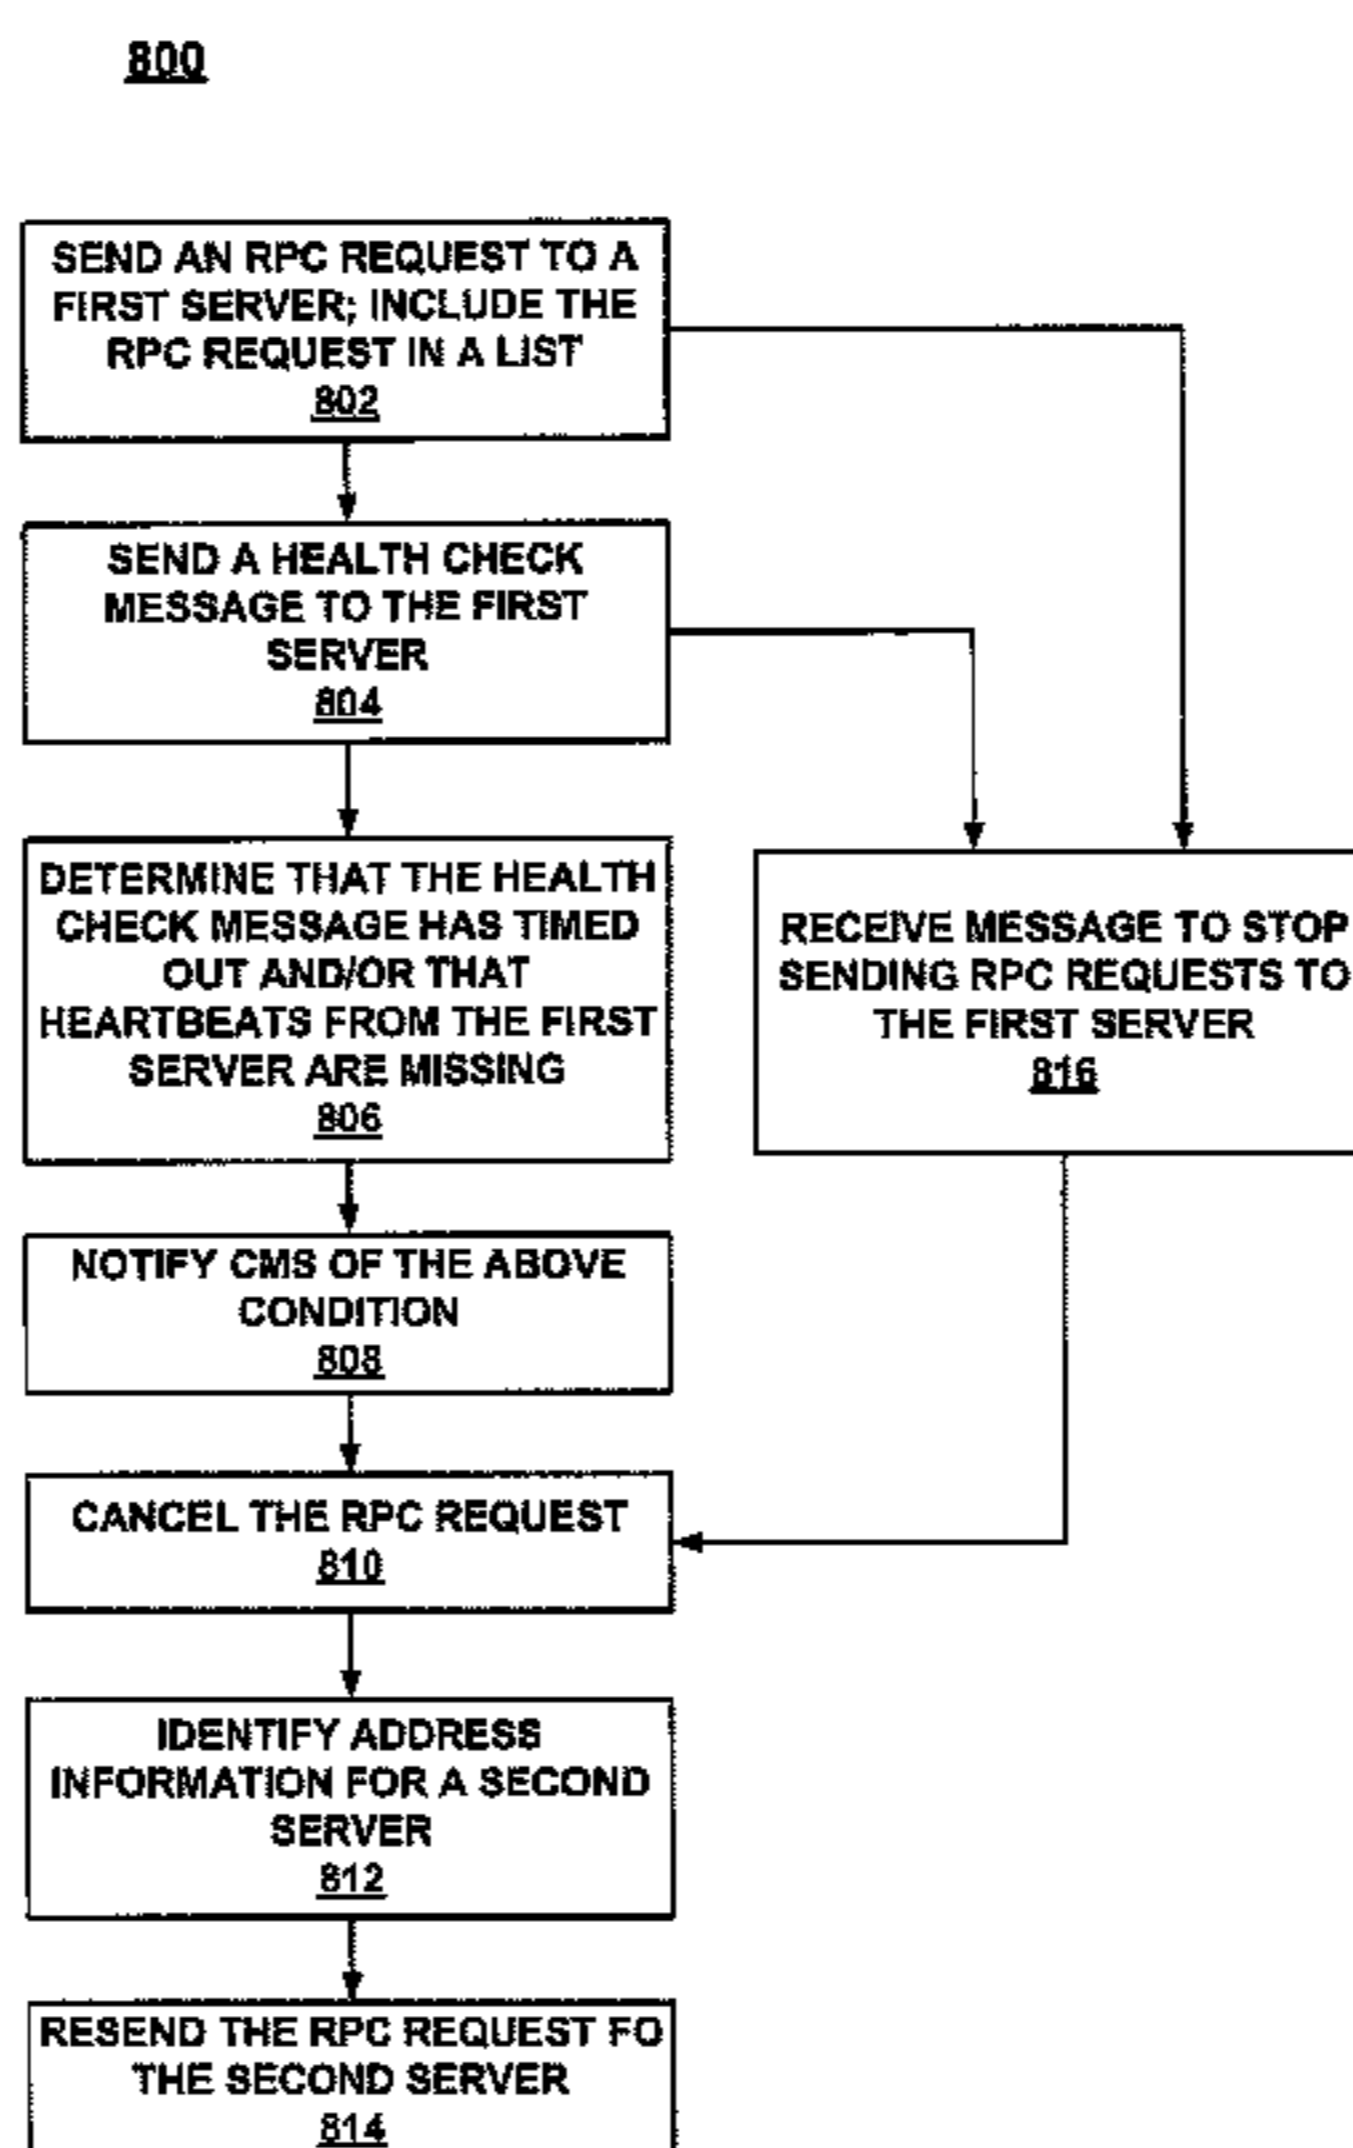 800
SEND AN RPC REQUEST TO A
FIRST SERVER; INCLUDE THE
RPC REQUEST IN A LIST
802
SEND A HEALTH CHECK
MESSAGE TO THE FIRST
SERVER
804
DETERMINE THAT THE HEALTH
CHECK MESSAGE HAS TIMED
OUT AND/OR THAT
HEARTBEATS FROM THE FIRST
SERVER ARE MISSING
806
RECEIVE MESSAGE TO STOP
SENDING RPC REQUESTS TO
THE FIRST SERVER
816
NOTIFY CMS OF THE ABOVE
CONDITION
808
CANCEL THE RPC REQUEST
810
IDENTIFY ADDRESS
INFORMATION FOR A SECOND
SERVER
812
RESEND THE RPC REQUEST FO
THE SECOND SERVER
814